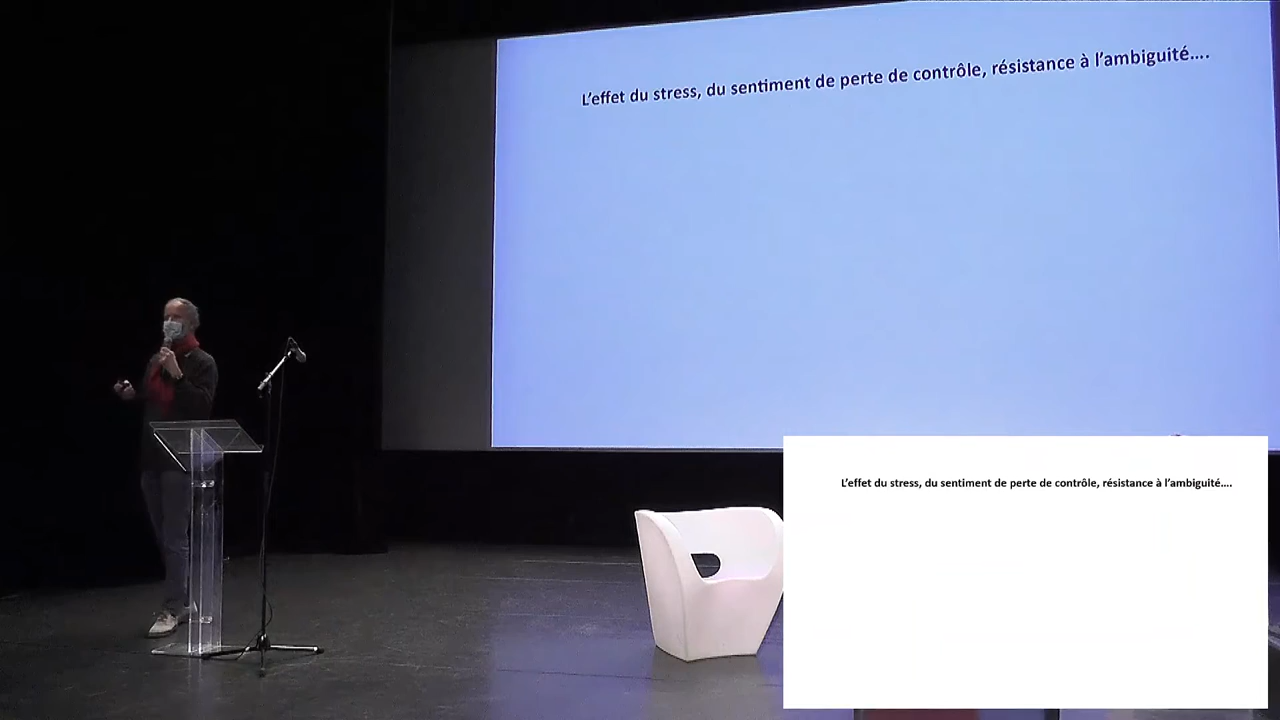 L'effet du stress, du sentiment de perte de contrôle, résistance à l'ambiguité....
L'effet du stress, du sentiment de perte de contrôle, résistance à l'ambiguité....